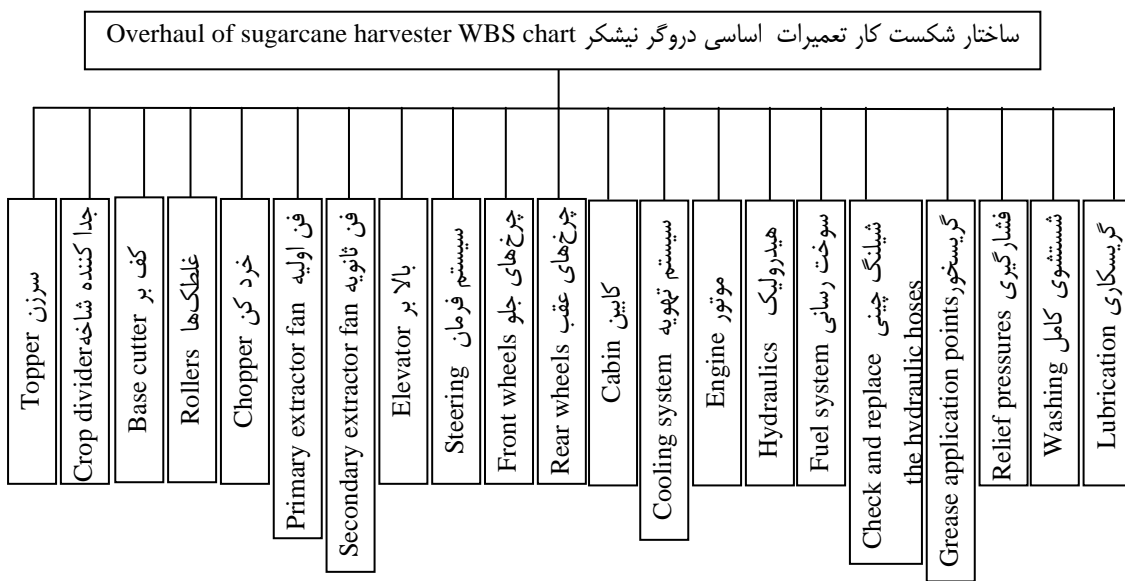 ساختار شکست کار تعمیرات اساسی دروگر نیشکر Overhaul of sugarcane harvester WBS chart
Topper سرزن
Crop divider جدا کننده شاخه
Base cutter کف بر
Rollers غلطک‌ها
Chopper خرد کن
Primary extractor fan فن اولیه
Secondary extractor fan فن ثانویه
Elevator بالا بر
Steering سیستم فرمان
Front wheels چرخ‌های جلو
Rear wheels چرخ‌های عقب
Cabin کابین
Cooling system سیستم تهویه
Engine موتور
Hydraulics هیدرولیک
Fuel system سوخت رسانی
Check and replace شیلنگ چینی
the hydraulic hoses
Grease application points گریسخور
Relief pressures فشارگیری
Washing شستشوی کامل
Lubrication گریسکاری